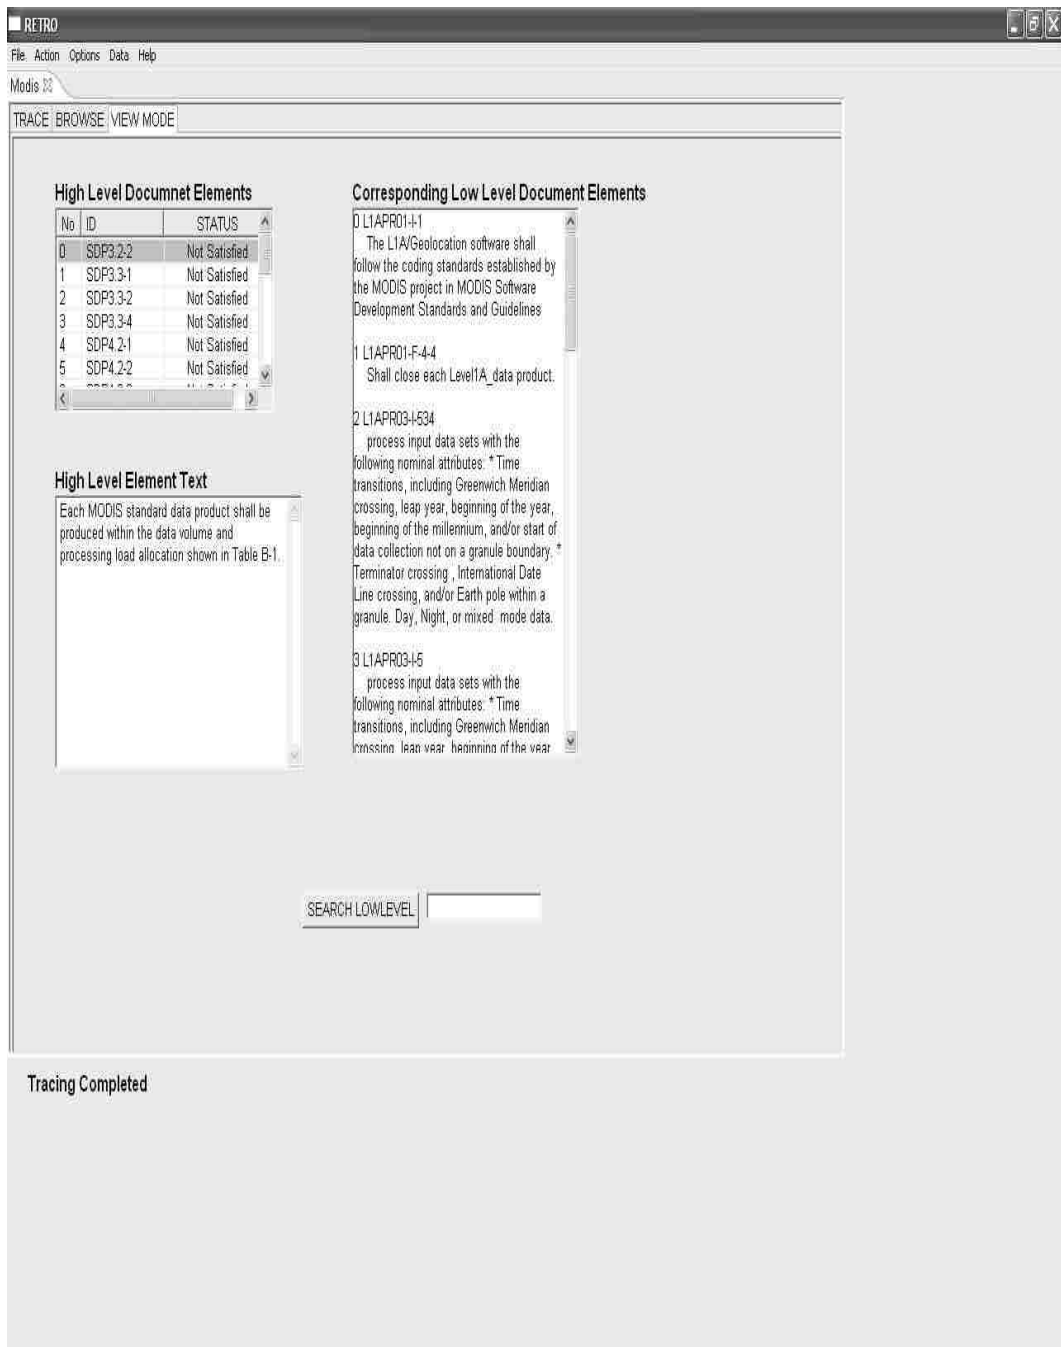 RETRO
File Action Options Data Help
Modis
TRACE BROWSE VIEW MODE
High Level Documnet Elements
No ID STATUS
0 SDP3.2-2 Not Satisfied
1 SDP3.3-1 Not Satisfied
2 SDP3.3-2 Not Satisfied
3 SDP3.3-4 Not Satisfied
4 SDP4.2-1 Not Satisfied
5 SDP4.2-2 Not Satisfied
High Level Element Text
Each MODIS standard data product shall be
produced within the data volume and
processing load allocation shown in Table B-1.
Corresponding Low Level Document Elements
0 L1APR01-I-1
The L1A/Geolocation software shall
follow the coding standards established by
the MODIS project in MODIS Software
Development Standards and Guidelines
1 L1APR01-F-4-4
Shall close each Level1A_data product.
2 L1APR03-I-534
process input data sets with the
following nominal attributes: * Time
transitions, including Greenwich Meridian
crossing, leap year, beginning of the year,
beginning of the millennium, and/or start of
data collection not on a granule boundary. *
Terminator crossing , International Date
Line crossing, and/or Earth pole within a
granule. Day, Night, or mixed mode data.
3 L1APR03-I-5
process input data sets with the
following nominal attributes: * Time
transitions, including Greenwich Meridian
crossing, leap year, beginning of the year
SEARCH LOWLEVEL
Tracing Completed